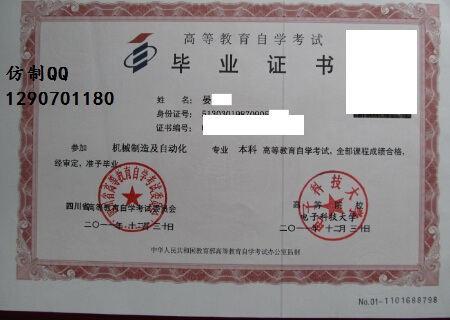 高等教育自学考试
毕业证书
仿制QQ
1290701180
姓 名: 晏
身份证号:
证书编号:
参加 机械制造及自动化 专业 本科 高等教育自学考试,全部课程成绩合格,
经审定,准予毕业。
四川省高等教育自学考试委员会
高 等 院 校
电子科技大学
二〇一一年十二月三十日
二〇一一年十二月三十日
中华人民共和国教育部高等教育自学考试办公室监制
No.01-1101688798